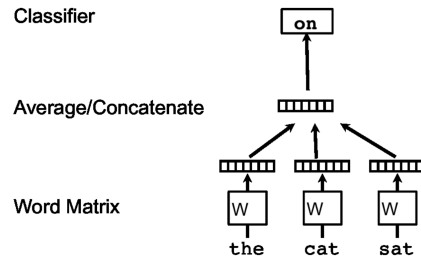 Classifier on
Average/Concatenate
Word Matrix W W W
the cat sat